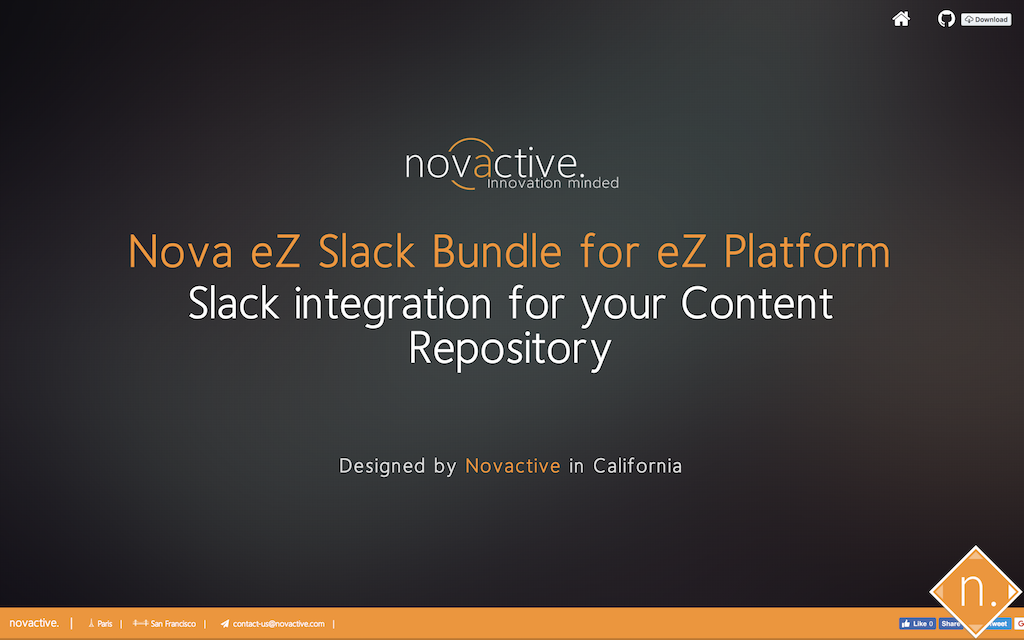 Download
novactive.
Innovation minded
Nova eZ Slack Bundle for eZ Platform
Slack integration for your Content
Repository
Designed by Novactive in California
n.
novactive. | Paris | San Francisco | contact-us@novactive.com | Like 0 Share